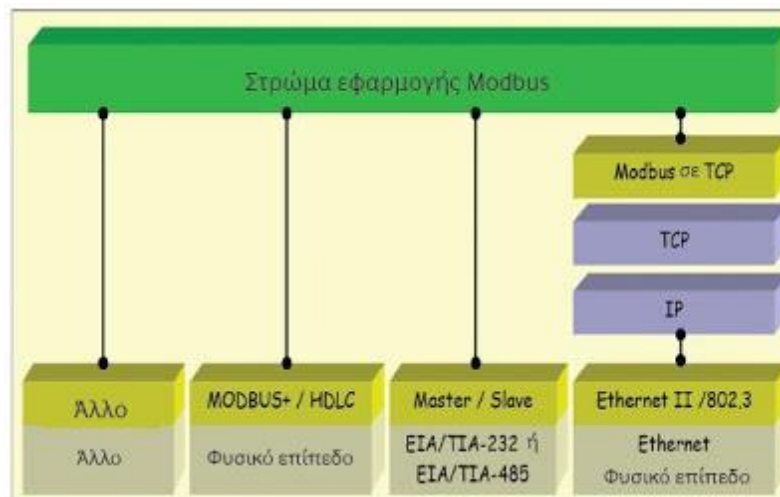 Στρώμα εφαρμογής Modbus
Modbus σε TCP
TCP
IP
Άλλο
MODBUS+ / HDLC
Master / Slave
Ethernet II /802.3
Άλλο
Φυσικό επίπεδο
EIA/TIA-232 ή
EIA/TIA-485
Ethernet
Φυσικό επίπεδο